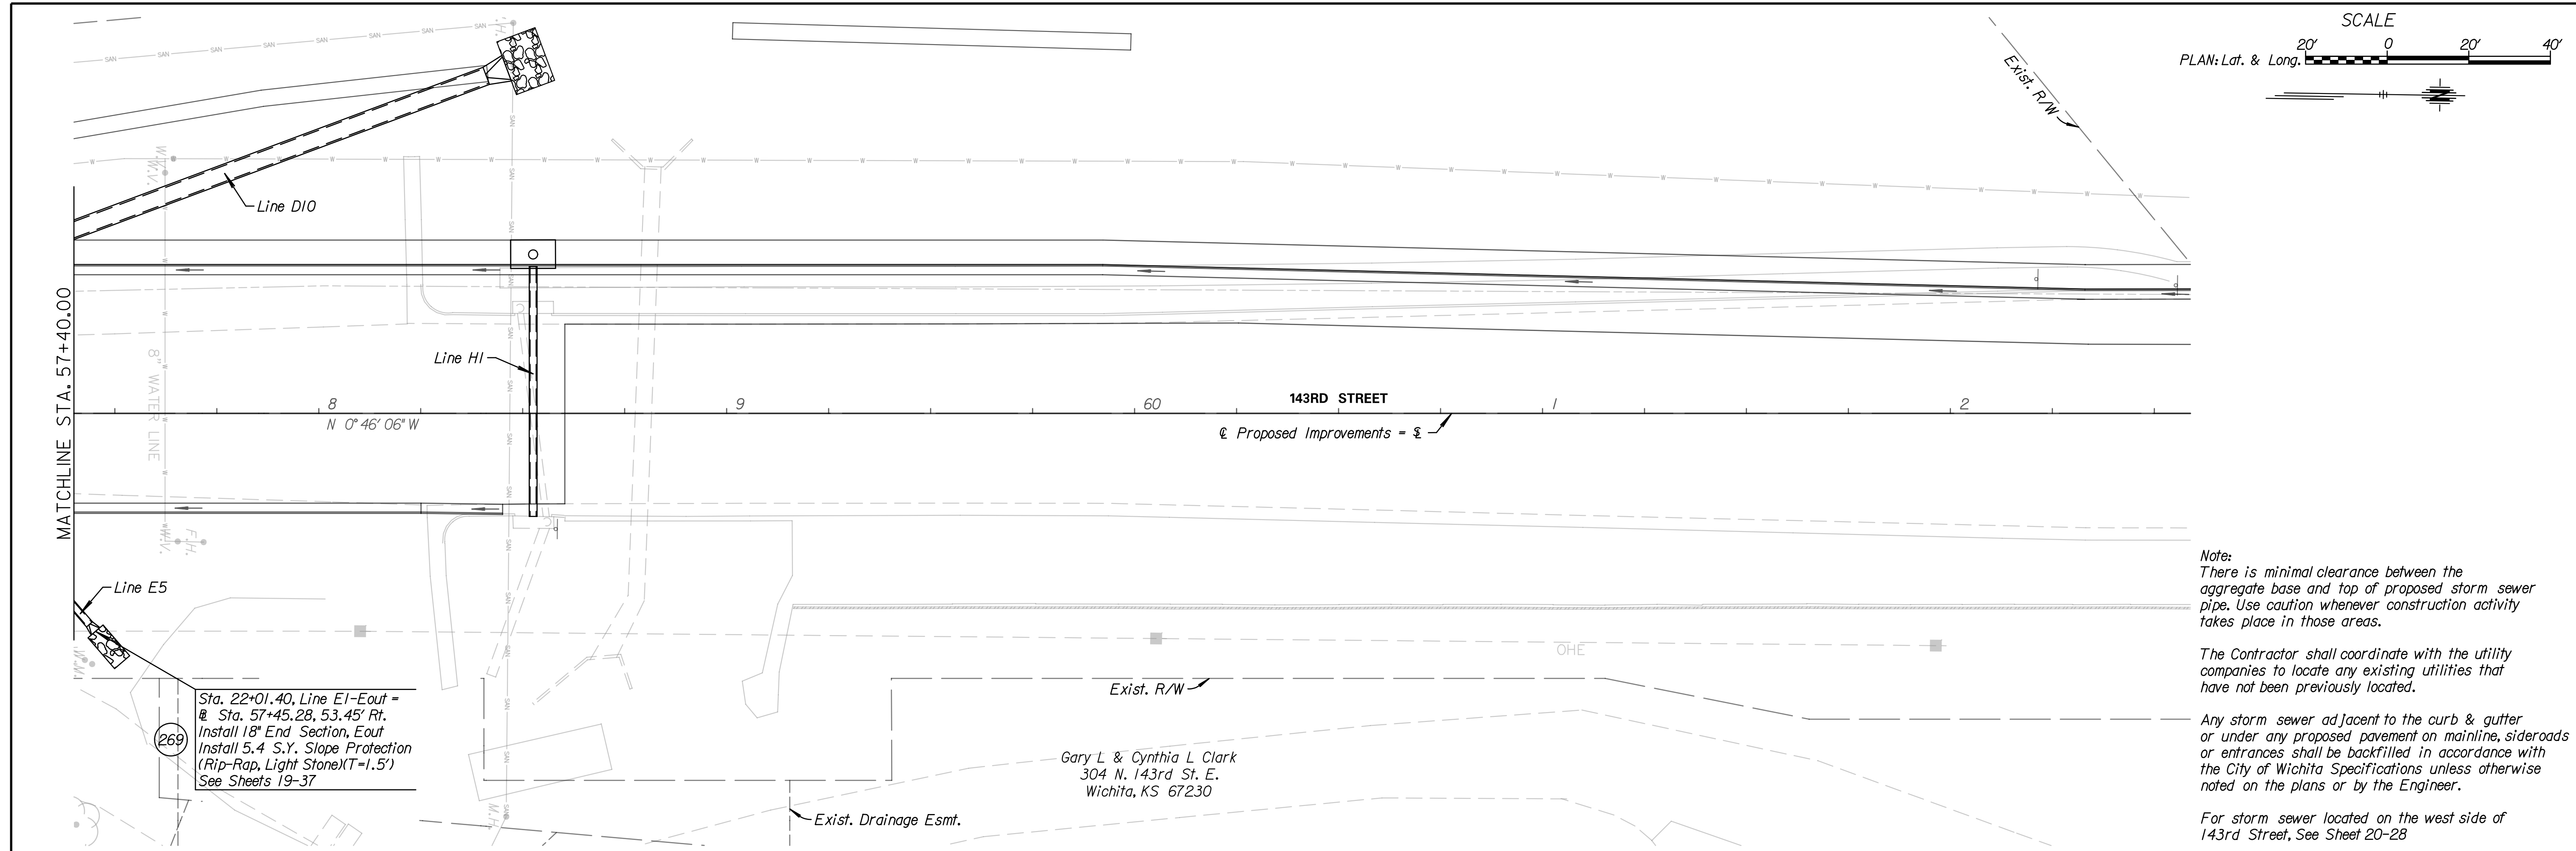 SCALE
20' 0 20' 40'
PLAN: Lat. & Long.
N
Exist. R/W
SAN SAN SAN SAN SAN SAN SAN SAN
F.H.
W.W.V.
W W W W W W W W W W W W W W W W W W W W W W W W W W W W W W W W W W W W W W W W
Line D10
MATCHLINE STA. 57+40.00
8" WATER LINE
Line H1
8 9 60 1 2
143RD STREET
N 0° 46' 06" W
℄ Proposed Improvements =
W.V.
F.H.
Line E5
OHE
Exist. R/W
Sta. 22+01.40, Line E1-Eout =
Sta. 57+45.28, 53.45' Rt.
Install 18" End Section, Eout
Install 5.4 S.Y. Slope Protection
(Rip-Rap, Light Stone)(T=1.5')
See Sheets 19-37
269
Gary L & Cynthia L Clark
304 N. 143rd St. E.
Wichita, KS 67230
M.H.
Exist. Drainage Esmt.
Note:
There is minimal clearance between the
aggregate base and top of proposed storm sewer
pipe. Use caution whenever construction activity
takes place in those areas.
The Contractor shall coordinate with the utility
companies to locate any existing utilities that
have not been previously located.
Any storm sewer adjacent to the curb & gutter
or under any proposed pavement on mainline, sideroads
or entrances shall be backfilled in accordance with
the City of Wichita Specifications unless otherwise
noted on the plans or by the Engineer.
For storm sewer located on the west side of
143rd Street, See Sheet 20-28